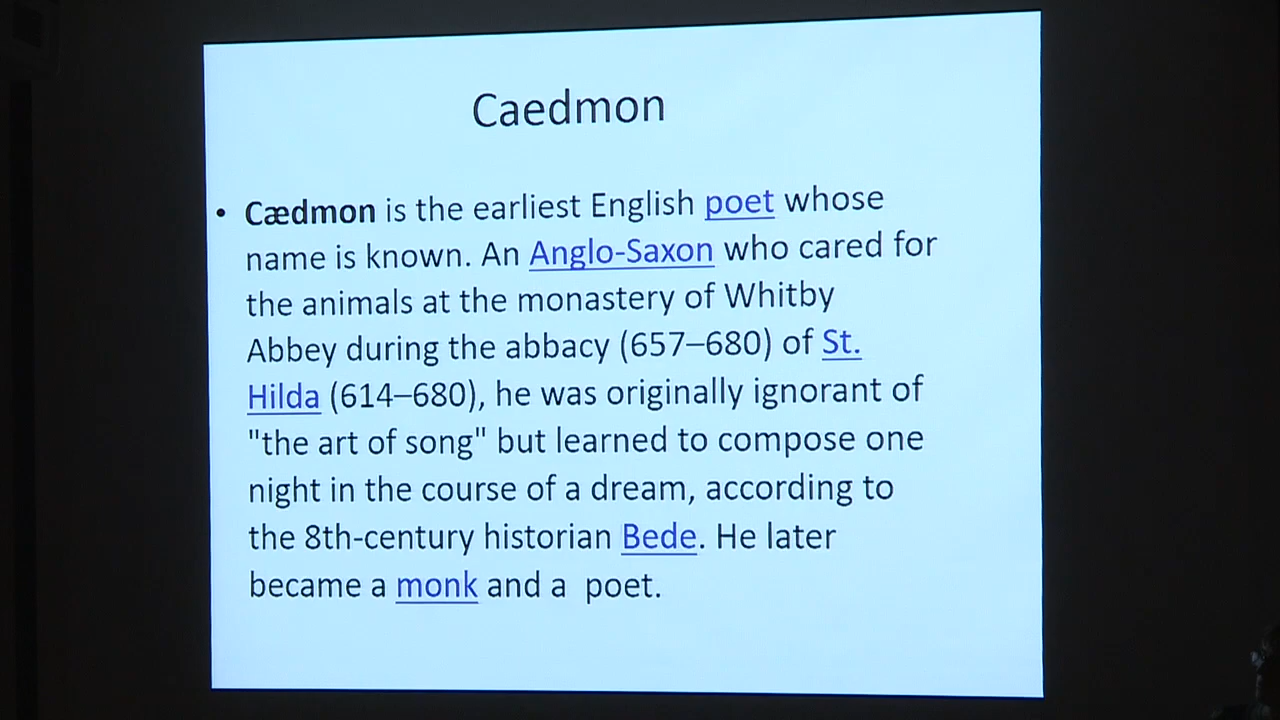 Caedmon
• Cædmon is the earliest English poet whose
name is known. An Anglo-Saxon who cared for
the animals at the monastery of Whitby
Abbey during the abbacy (657–680) of St.
Hilda (614–680), he was originally ignorant of
"the art of song" but learned to compose one
night in the course of a dream, according to
the 8th-century historian Bede. He later
became a monk and a  poet.